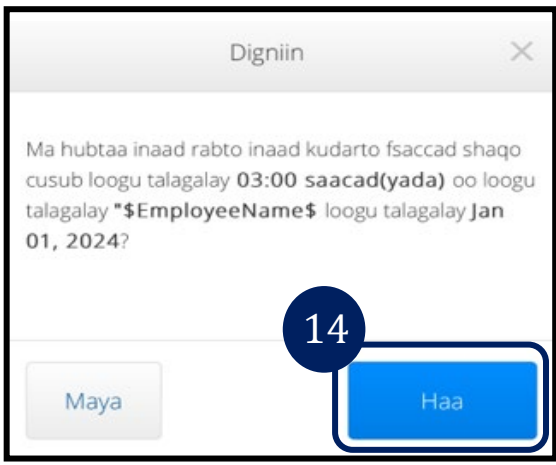 Digniin
Ma hubtaa inaad rabto inaad kudarto fsaccad shaqo
cusub loogu talagalay 03:00 saacad(yada) oo loogu
talagalay "$EmployeeName$ loogu talagalay Jan
01, 2024?
14
Maya
Haa